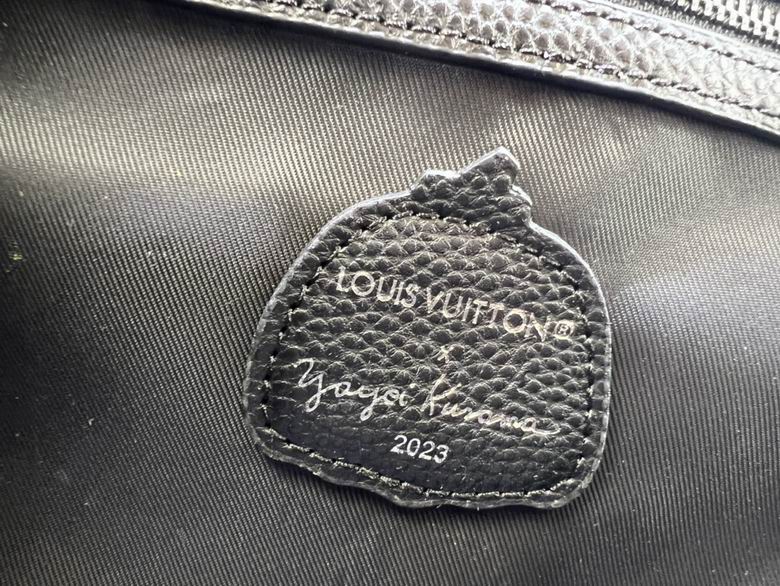 LOUIS VUITTON®
x
Yayoi Kusama
2023